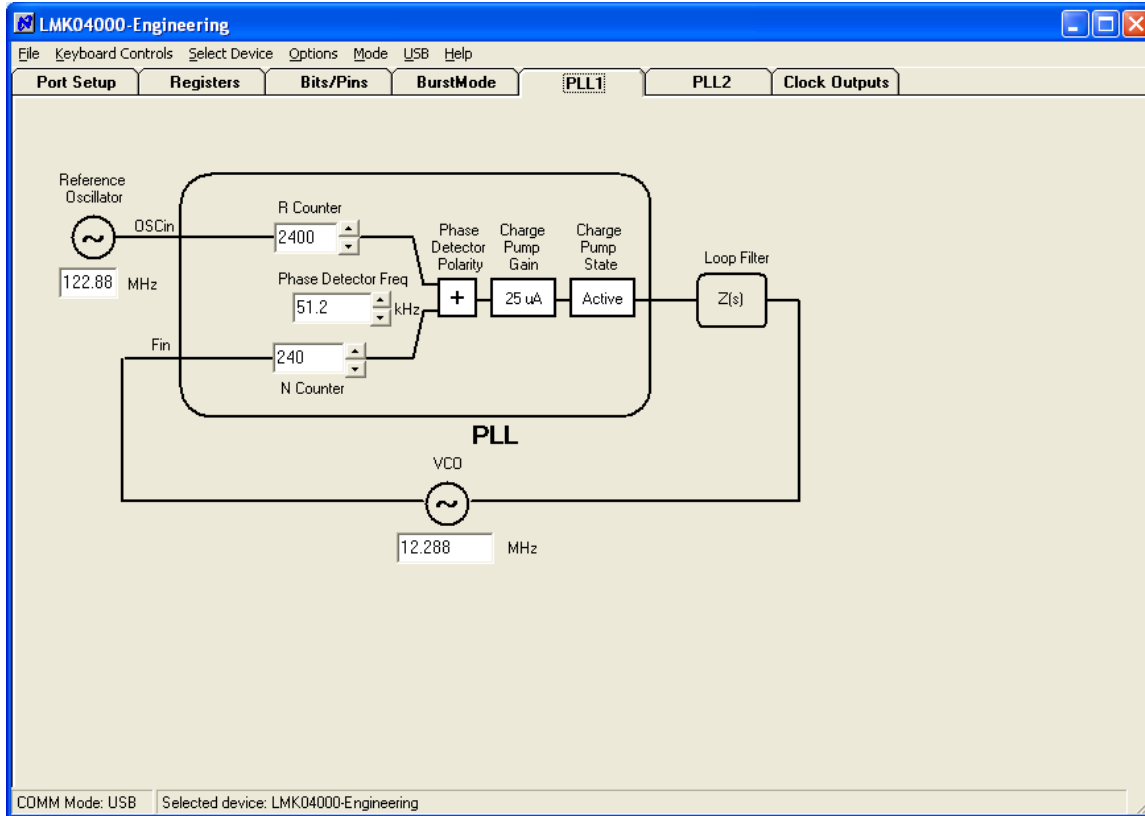 LMK04000-Engineering
File Keyboard Controls Select Device Options Mode USB Help
Port Setup Registers Bits/Pins BurstMode PLL1 PLL2 Clock Outputs
Reference
Oscillator
OSCin
122.88 MHz
R Counter
2400
Phase Detector Freq
51.2 kHz
Fin
240
N Counter
Phase
Detector
Polarity
+
Charge
Pump
Gain
25 uA
Charge
Pump
State
Active
Loop Filter
Z(s)
PLL
VCO
12.288 MHz
COMM Mode: USB Selected device: LMK04000-Engineering